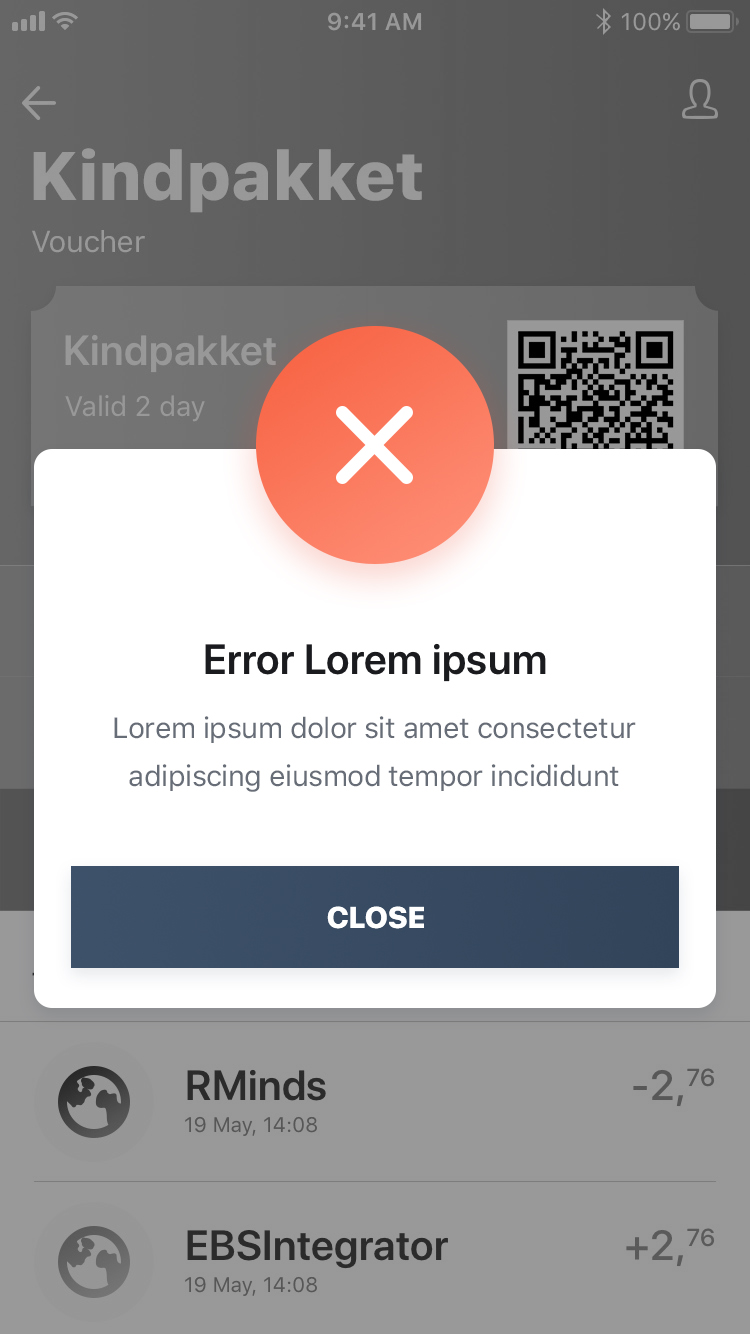 9:41 AM
100%
Kindpakket
Voucher
Kindpakket
Valid 2 day
Error Lorem ipsum
Lorem ipsum dolor sit amet consectetur
adipiscing eiusmod tempor incididunt
CLOSE
RMinds
-2,76
19 May, 14:08
EBSIntegrator
+2,76
19 May, 14:08